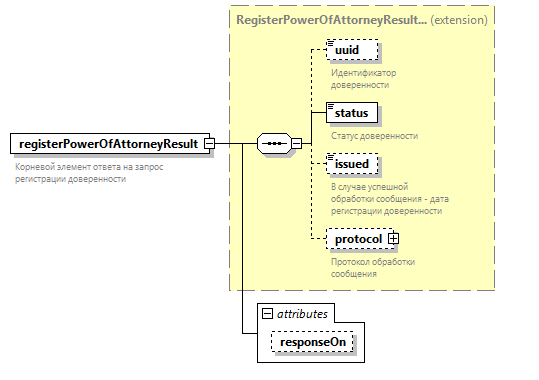 RegisterPowerOfAttorneyResult... (extension)
uuid
Идентификатор
доверенности
status
Статус доверенности
registerPowerOfAttorneyResult
Корневой элемент ответа на запрос
регистрации доверенности
issued
В случае успешной
обработки сообщения - дата
регистрации доверенности
protocol
Протокол обработки
сообщения
attributes
responseOn